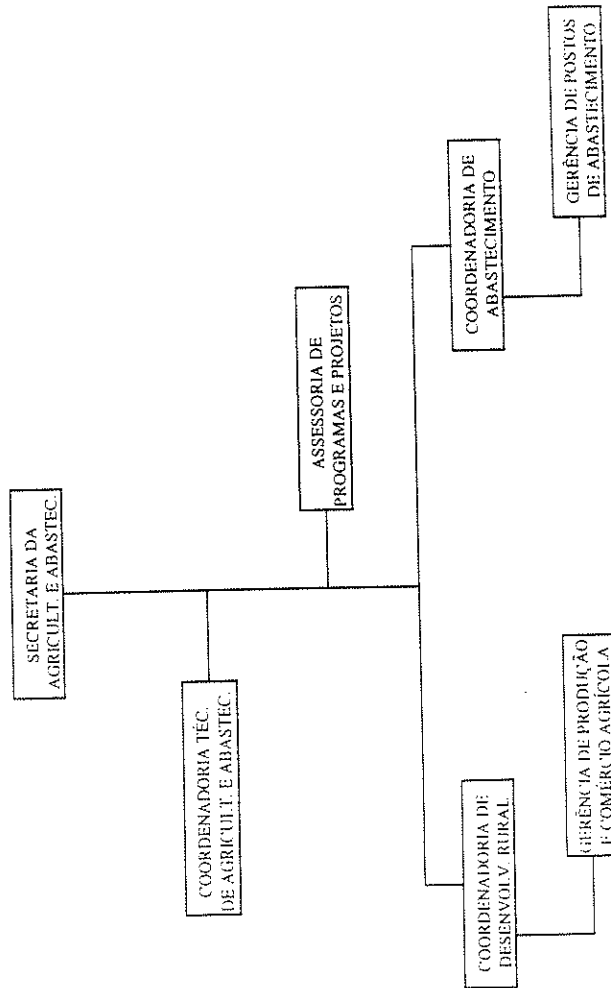 SECRETARIA DA
AGRICULT. E ABASTEC.
COORDENADORIA TÉC.
DE AGRICULT. E ABASTEC.
ASSESSORIA DE
PROGRAMAS E PROJETOS
COORDENADORIA DE
DESENVOLV. RURAL
COORDENADORIA DE
ABASTECIMENTO
GERÊNCIA DE PRODUÇÃO
E COMÉRCIO AGRÍCOLA
GERÊNCIA DE POSTOS
DE ABASTECIMENTO